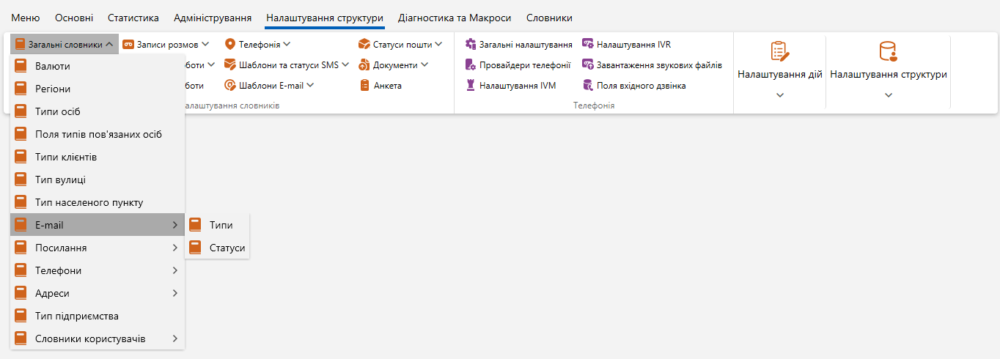 Меню Основні Статистика Адміністрування Налаштування структури Діагностика та Макроси Словники
Загальні словники Записи розмов Телефонія Статуси пошти Загальні налаштування Налаштування IVR
боти Шаблони та статуси SMS Документи Провайдери телефонії Завантаження звукових файлів
боти Шаблони E-mail Анкета Налаштування IVM Поля вхідного дзвінка
Налаштування дій Налаштування структури
алаштування словників Телефонія
Валюти
Регіони
Типи осіб
Поля типів пов'язаних осіб
Типи клієнтів
Тип вулиці
Тип населеного пункту
E-mail Типи
Посилання Статуси
Телефони
Адреси
Тип підприємства
Словники користувачів